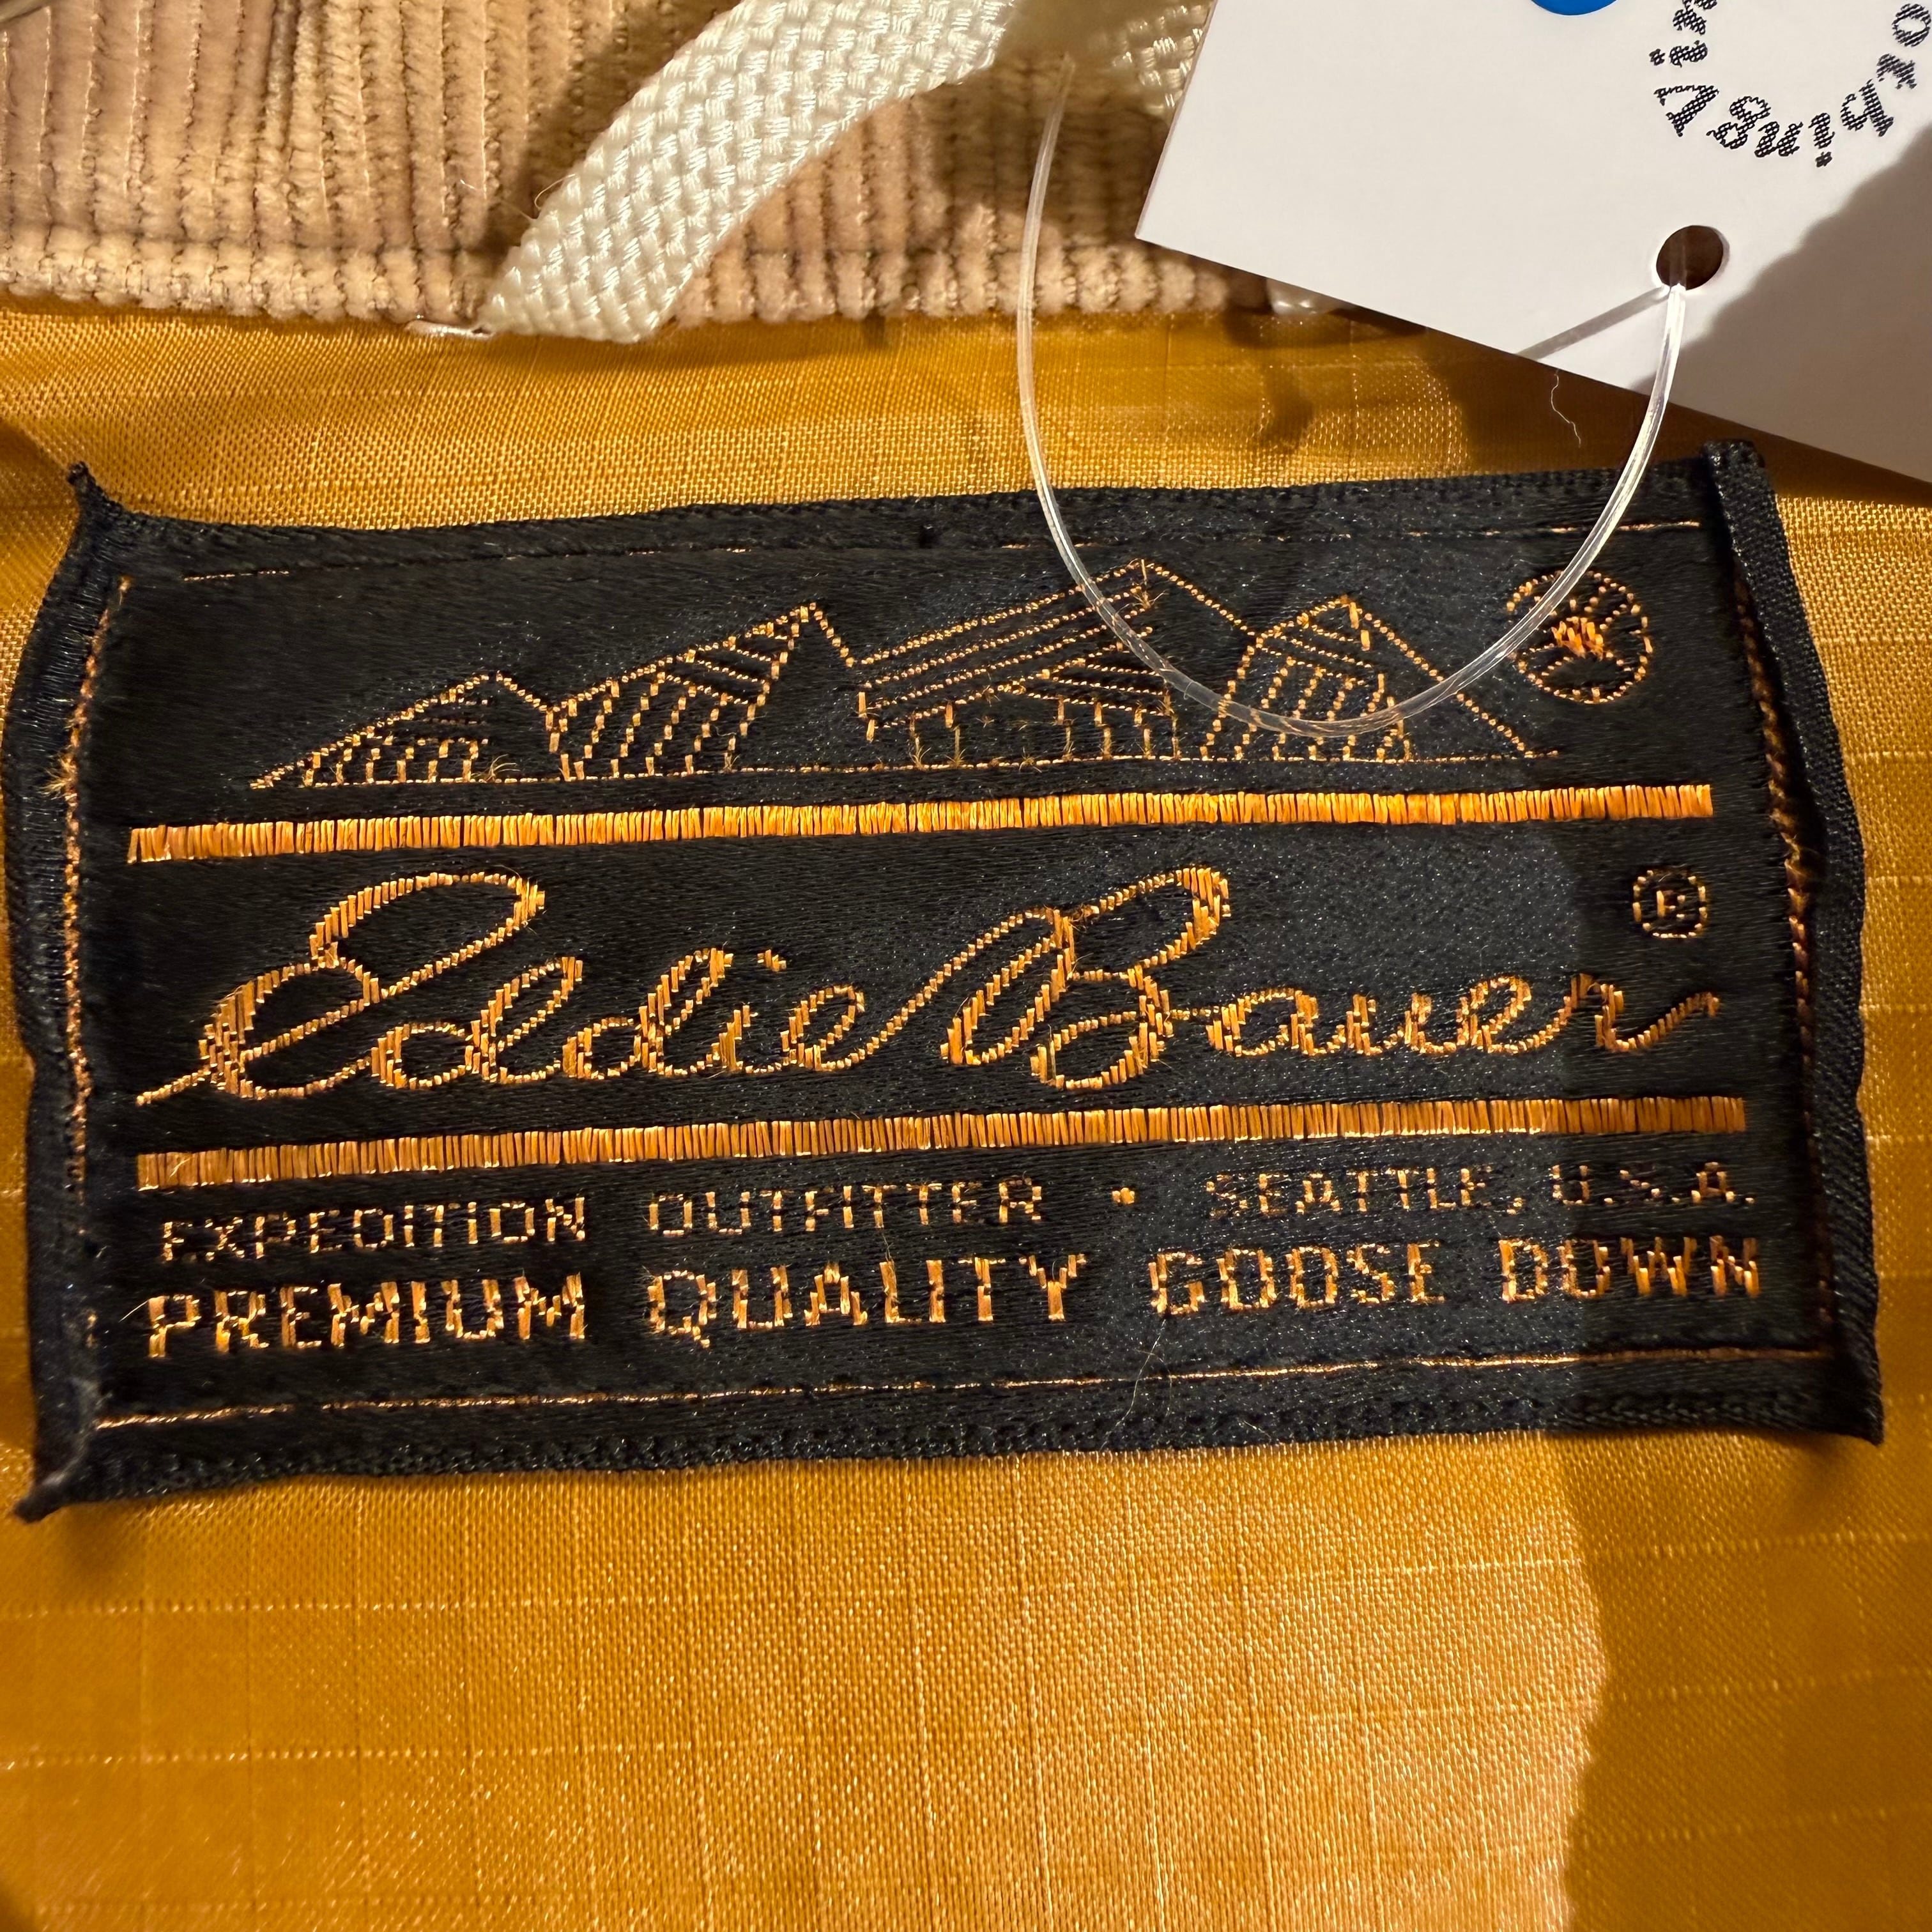 Eddie Bauer ®
EXPEDITION OUTFITTER • SEATTLE, U.S.A.
PREMIUM QUALITY GOOSE DOWN